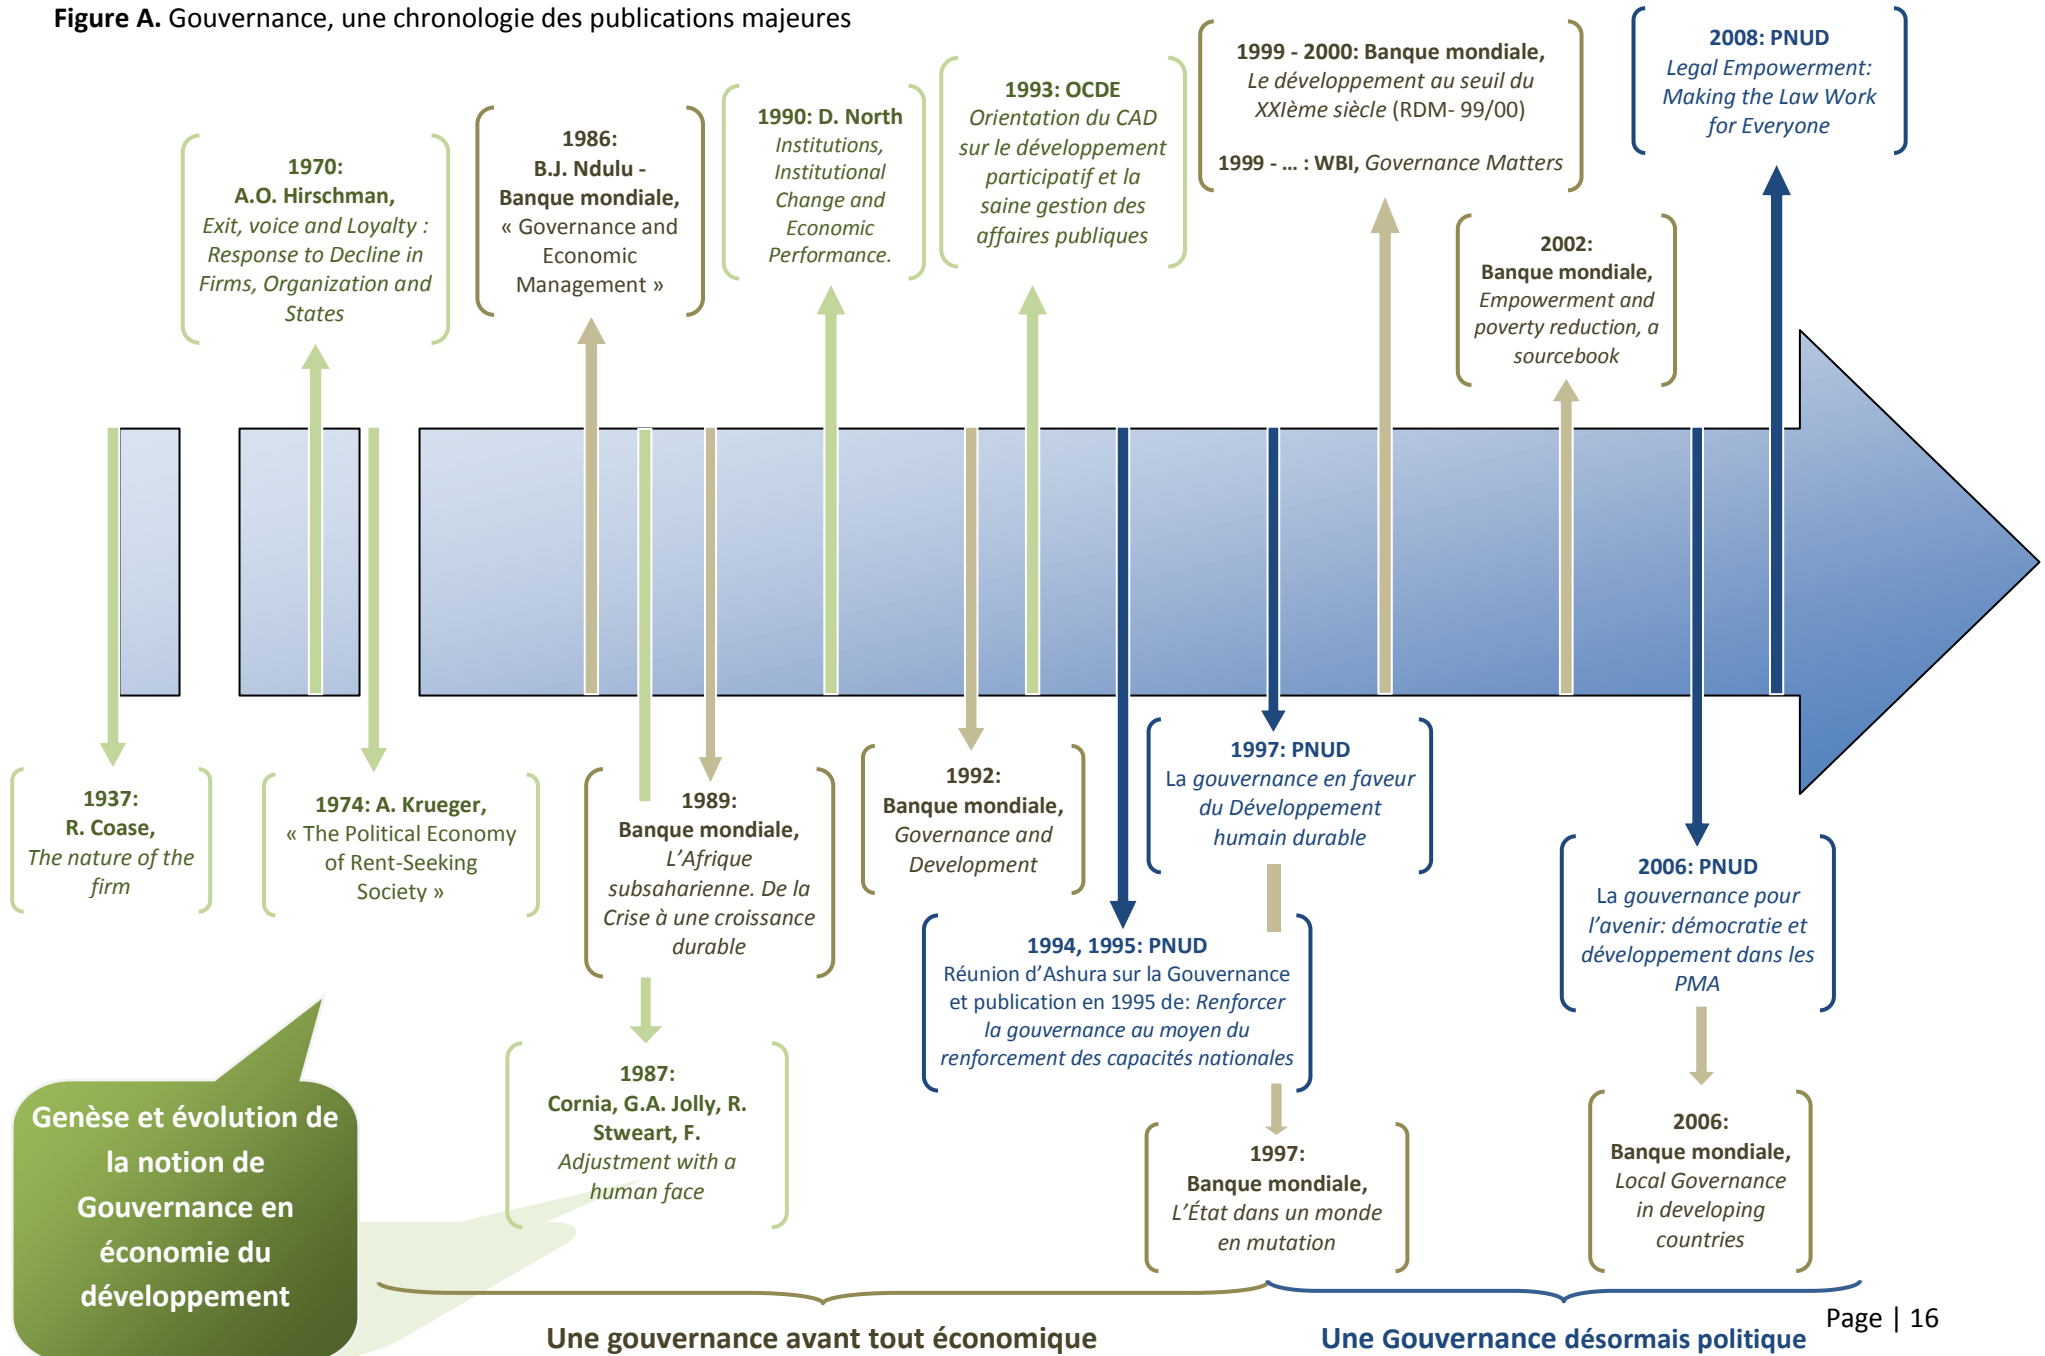 Figure A. Gouvernance, une chronologie des publications majeures
1970:
A.O. Hirschman,
Exit, voice and Loyalty :
Response to Decline in
Firms, Organization and
States
1986:
B.J. Ndulu -
Banque mondiale,
« Governance and
Economic
Management »
1990: D. North
Institutions,
Institutional
Change and
Economic
Performance.
1993: OCDE
Orientation du CAD
sur le développement
participatif et la
saine gestion des
affaires publiques
1999 - 2000: Banque mondiale,
Le développement au seuil du
XXIème siècle (RDM- 99/00)
1999 - … : WBI, Governance Matters
2002:
Banque mondiale,
Empowerment and
poverty reduction, a
sourcebook
2008: PNUD
Legal Empowerment:
Making the Law Work
for Everyone
1937:
R. Coase,
The nature of the
firm
1974: A. Krueger,
« The Political Economy
of Rent-Seeking
Society »
1989:
Banque mondiale,
L’Afrique
subsaharienne. De la
Crise à une croissance
durable
1987:
Cornia, G.A. Jolly, R.
Stweart, F.
Adjustment with a
human face
1992:
Banque mondiale,
Governance and
Development
1994, 1995: PNUD
Réunion d’Ashura sur la Gouvernance
et publication en 1995 de: Renforcer
la gouvernance au moyen du
renforcement des capacités nationales
1997: PNUD
La gouvernance en faveur
du Développement
humain durable
1997:
Banque mondiale,
L’État dans un monde
en mutation
2006: PNUD
La gouvernance pour
l’avenir: démocratie et
développement dans les
PMA
2006:
Banque mondiale,
Local Governance
in developing
countries
Genèse et évolution de
la notion de
Gouvernance en
économie du
développement
Une gouvernance avant tout économique
Une Gouvernance désormais politique
Page | 16